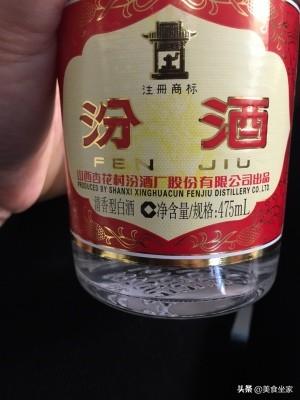 注册商标
汾酒
FEN JIU
山西杏花村汾酒厂股份有限公司出品
PRODUCED BY SHANXI XINGHUACUN FENJIU DISTILLERY CO. LTD.
清香型白酒 C净含量/规格:475mL
头条 @美食坐家